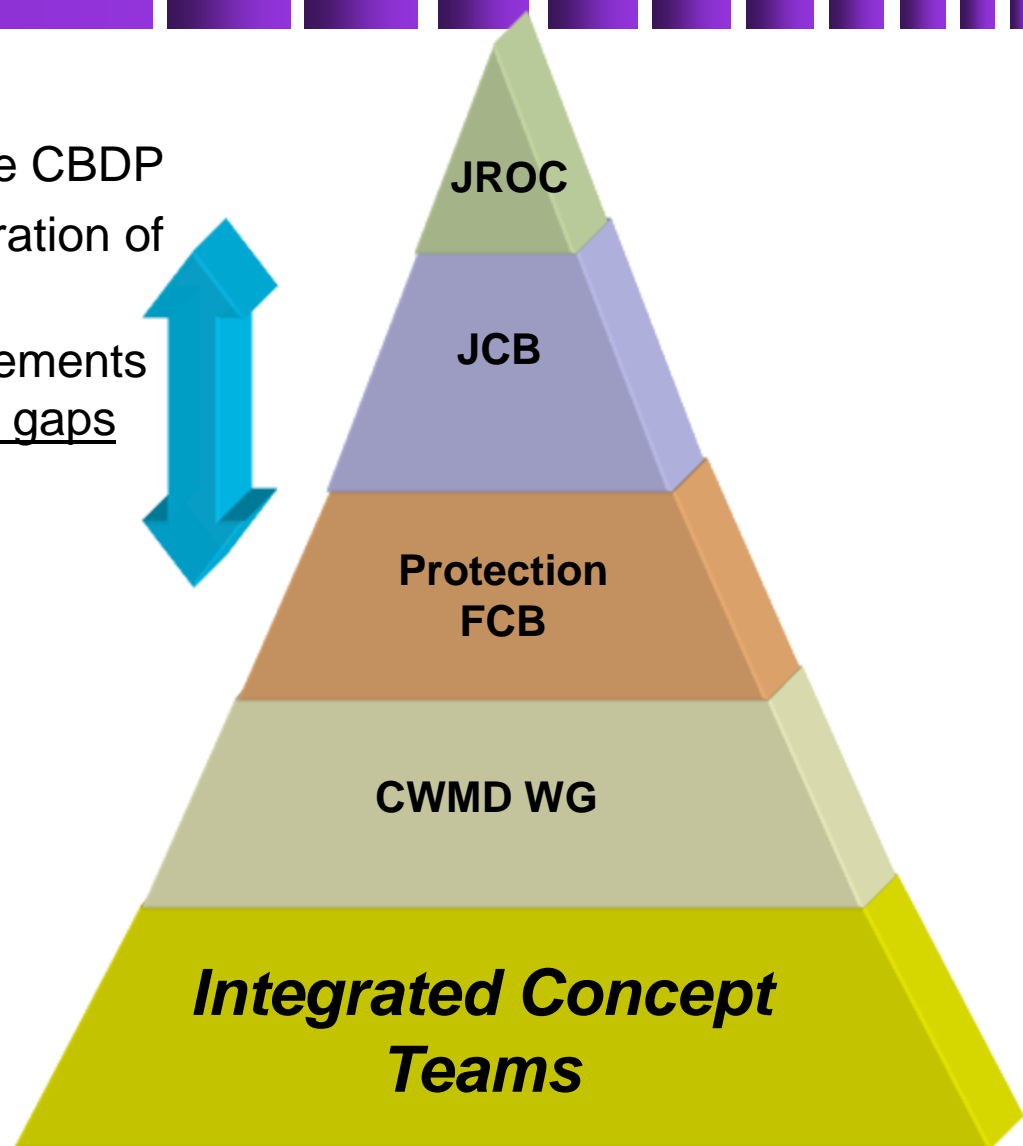 e CBDP
ration of
ements
gaps
JROC
JCB
Protection
FCB
CWMD WG
Integrated Concept
Teams